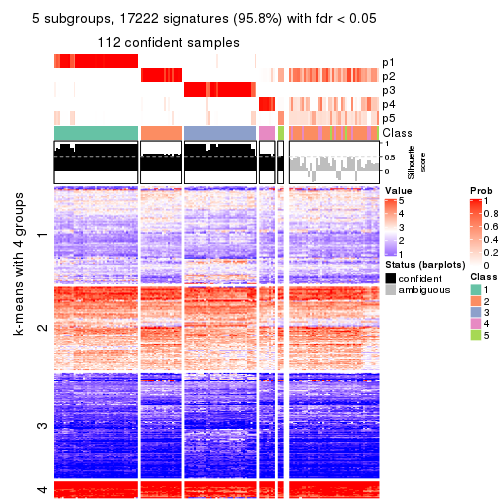 5 subgroups, 17222 signatures (95.8%) with fdr < 0.05
112 confident samples
p1
p2
p3
p4
p5
Class
1
0.5
0
Silhouette
score
k-means with 4 groups
1
2
3
4
Value
5
4
3
2
1
Status (barplots)
confident
ambiguous
Prob
1
0.8
0.6
0.4
0.2
0
Class
1
2
3
4
5